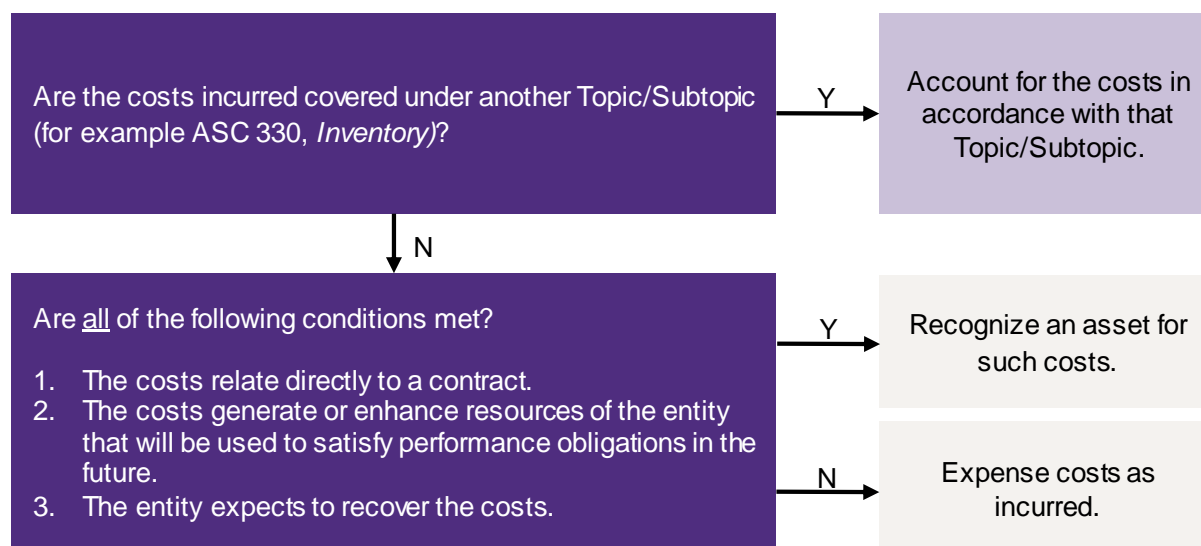 Are the costs incurred covered under another Topic/Subtopic
(for example ASC 330, Inventory)?
Y
Account for the costs in
accordance with that
Topic/Subtopic.
N
Are all of the following conditions met?
1. The costs relate directly to a contract.
2. The costs generate or enhance resources of the entity
that will be used to satisfy performance obligations in the
future.
3. The entity expects to recover the costs.
Y
Recognize an asset for
such costs.
N
Expense costs as
incurred.